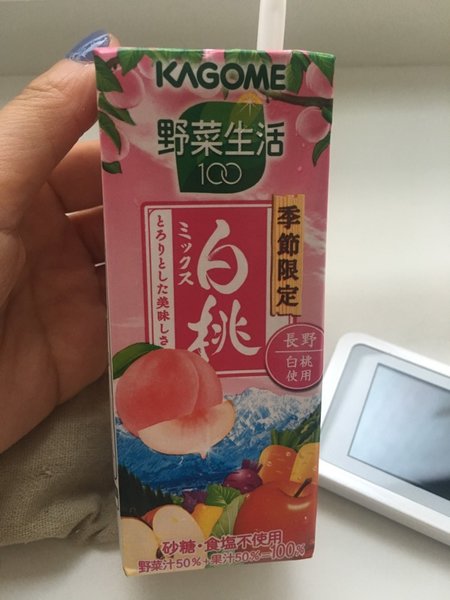 KAGOME
野菜生活
100
季節限定
白桃
ミックス
とろりとした美味しさ
長野
白桃
使用
砂糖・食塩不使用
野菜汁50%+果汁50%=100%